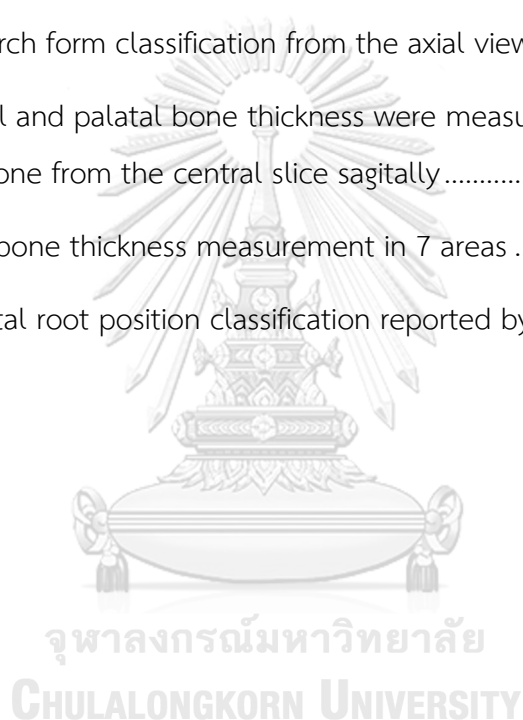 rch form classification from the axial view
l and palatal bone thickness were measu
one from the central slice sagitally...........
bone thickness measurement in 7 areas .
tal root position classification reported by
จุฬาลงกรณ์มหาวิทยาลัย
CHULALONGKORN UNIVERSITY